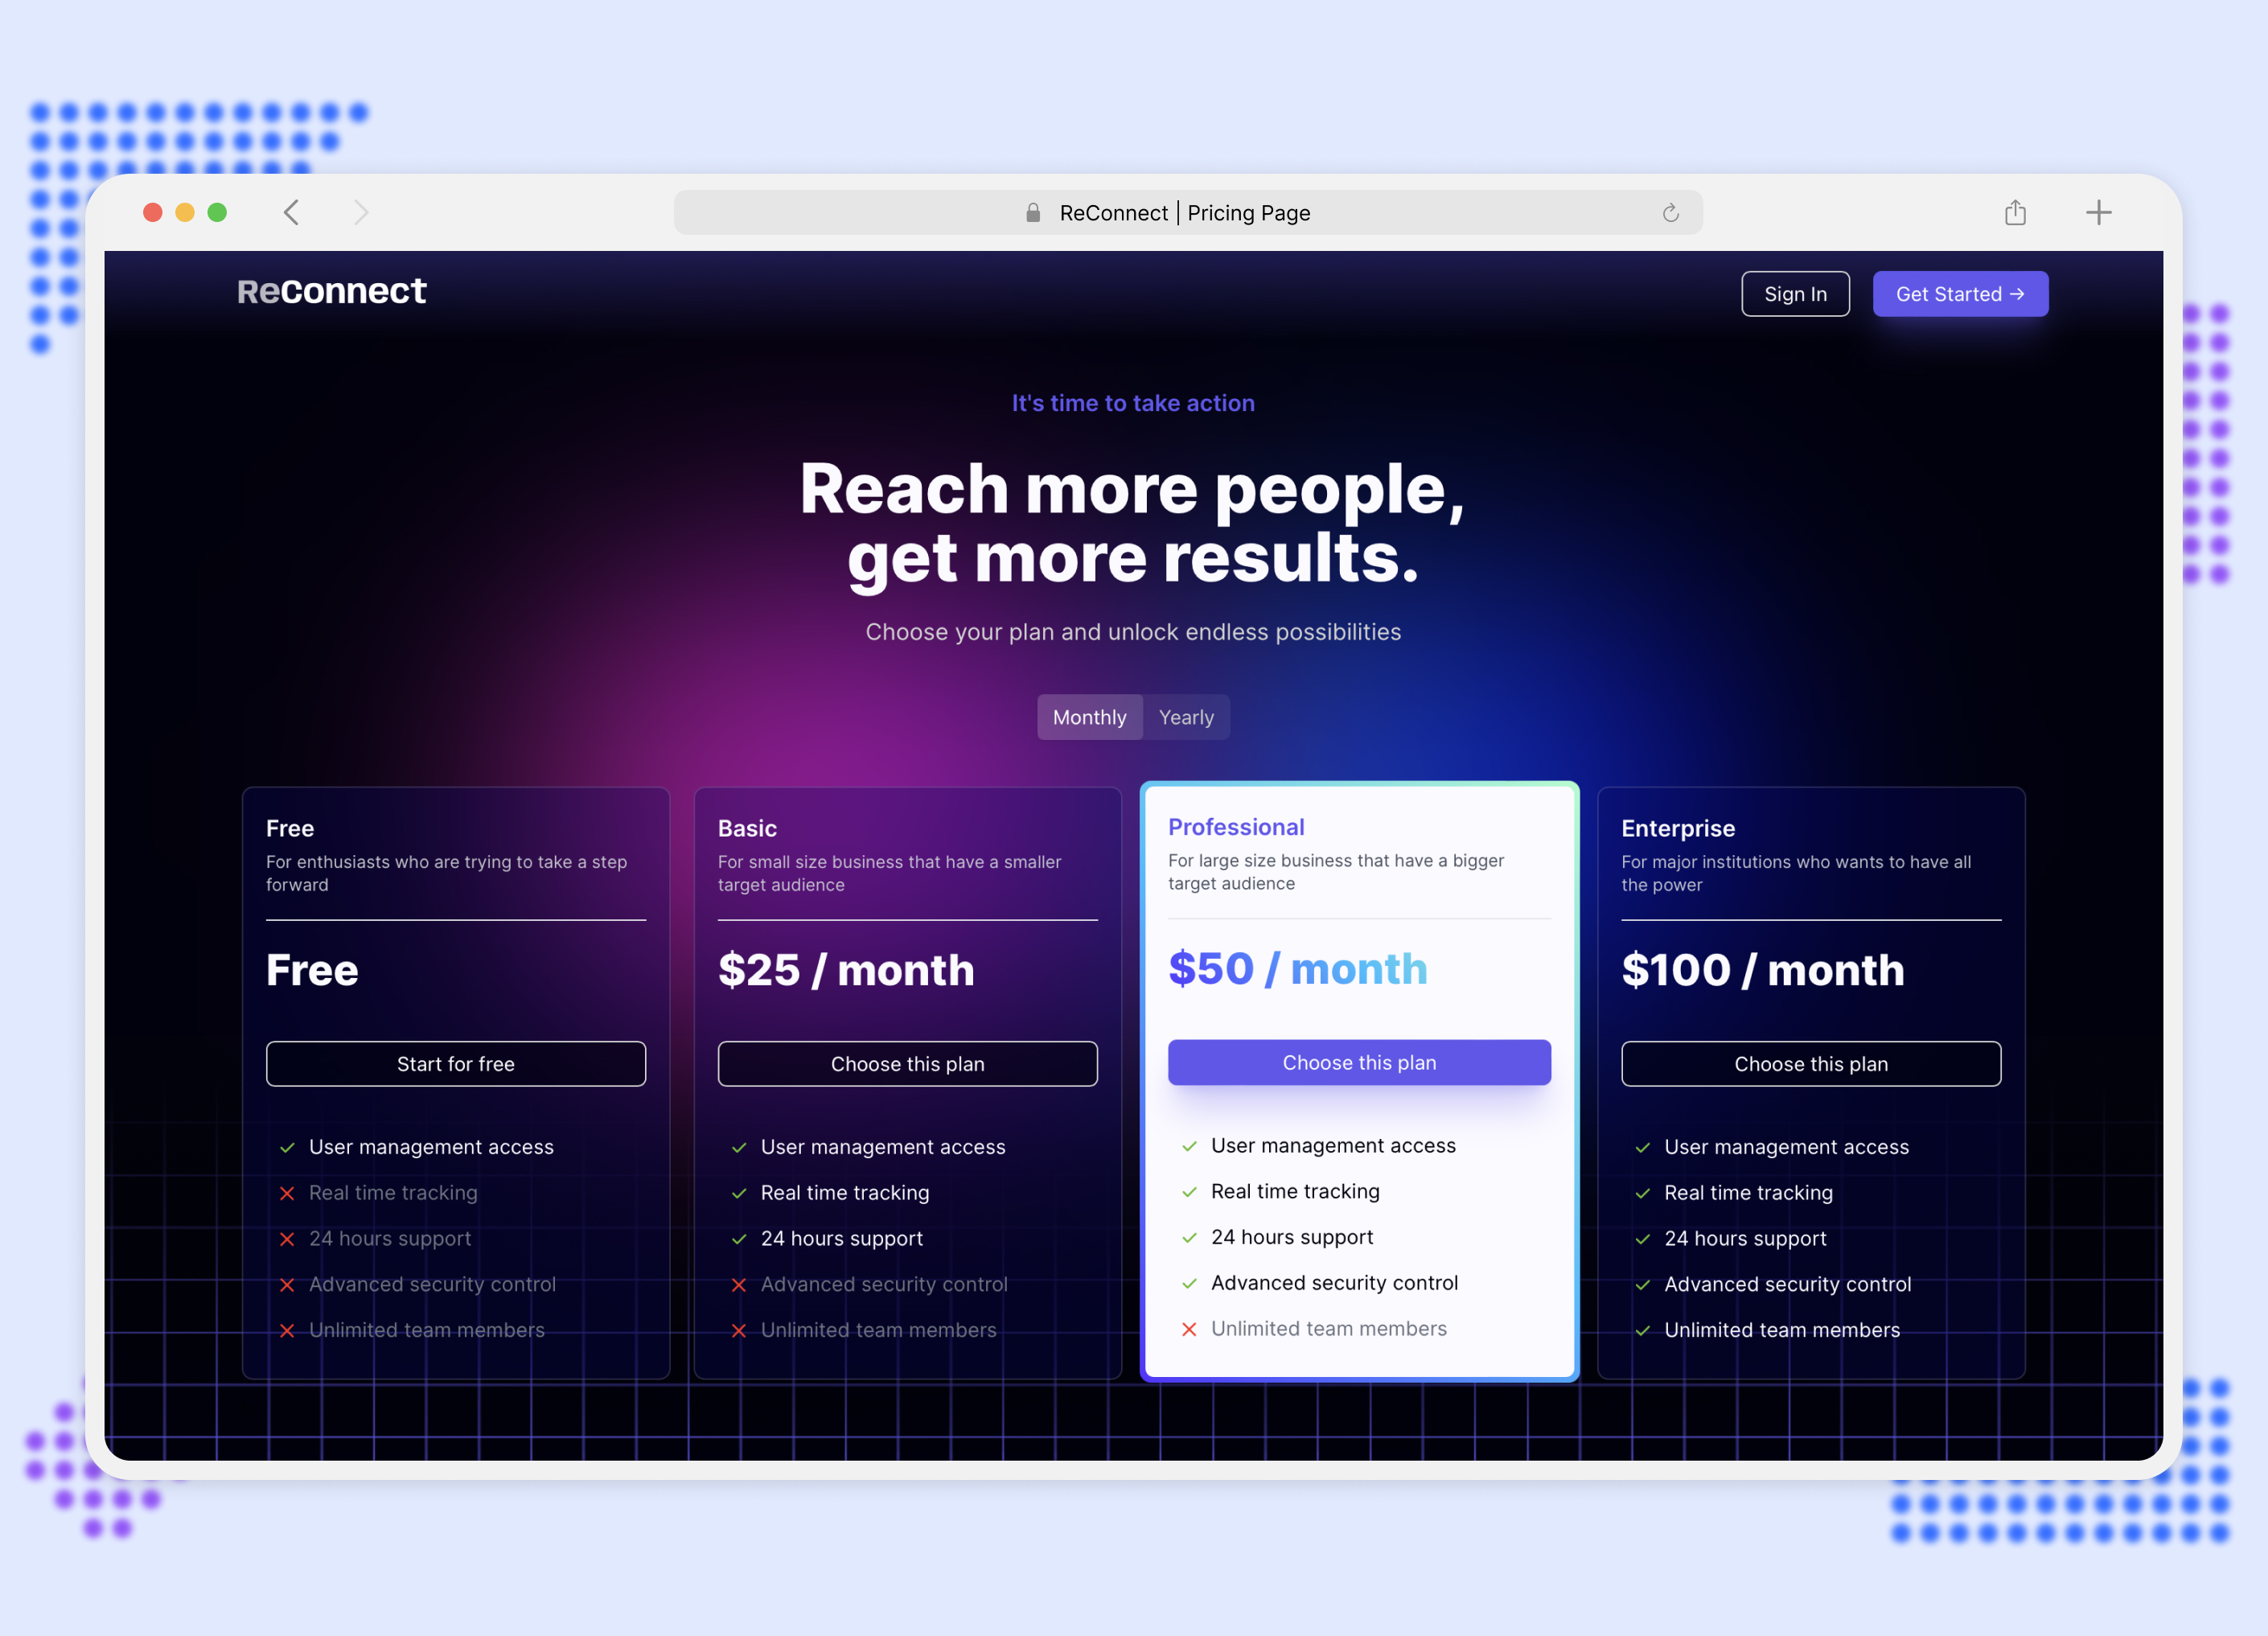 ReConnect | Pricing Page
ReConnect
Sign In
Get Started →
It's time to take action
Reach more people,
get more results.
Choose your plan and unlock endless possibilities
Monthly
Yearly
Free
For enthusiasts who are trying to take a step
forward
Free
Start for free
User management access
Real time tracking
24 hours support
Advanced security control
Unlimited team members
Basic
For small size business that have a smaller
target audience
$25 / month
Choose this plan
User management access
Real time tracking
24 hours support
Advanced security control
Unlimited team members
Professional
For large size business that have a bigger
target audience
$50 / month
Choose this plan
User management access
Real time tracking
24 hours support
Advanced security control
Unlimited team members
Enterprise
For major institutions who wants to have all
the power
$100 / month
Choose this plan
User management access
Real time tracking
24 hours support
Advanced security control
Unlimited team members